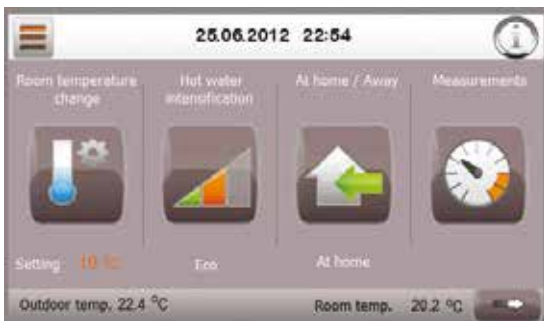 25.06.2012 22:54
Room temperature change
Hot water intensification
At home / Away
Measurements
Setting
Eco
At home
Outdoor temp. 22.4 °C
Room temp. 20.2 °C